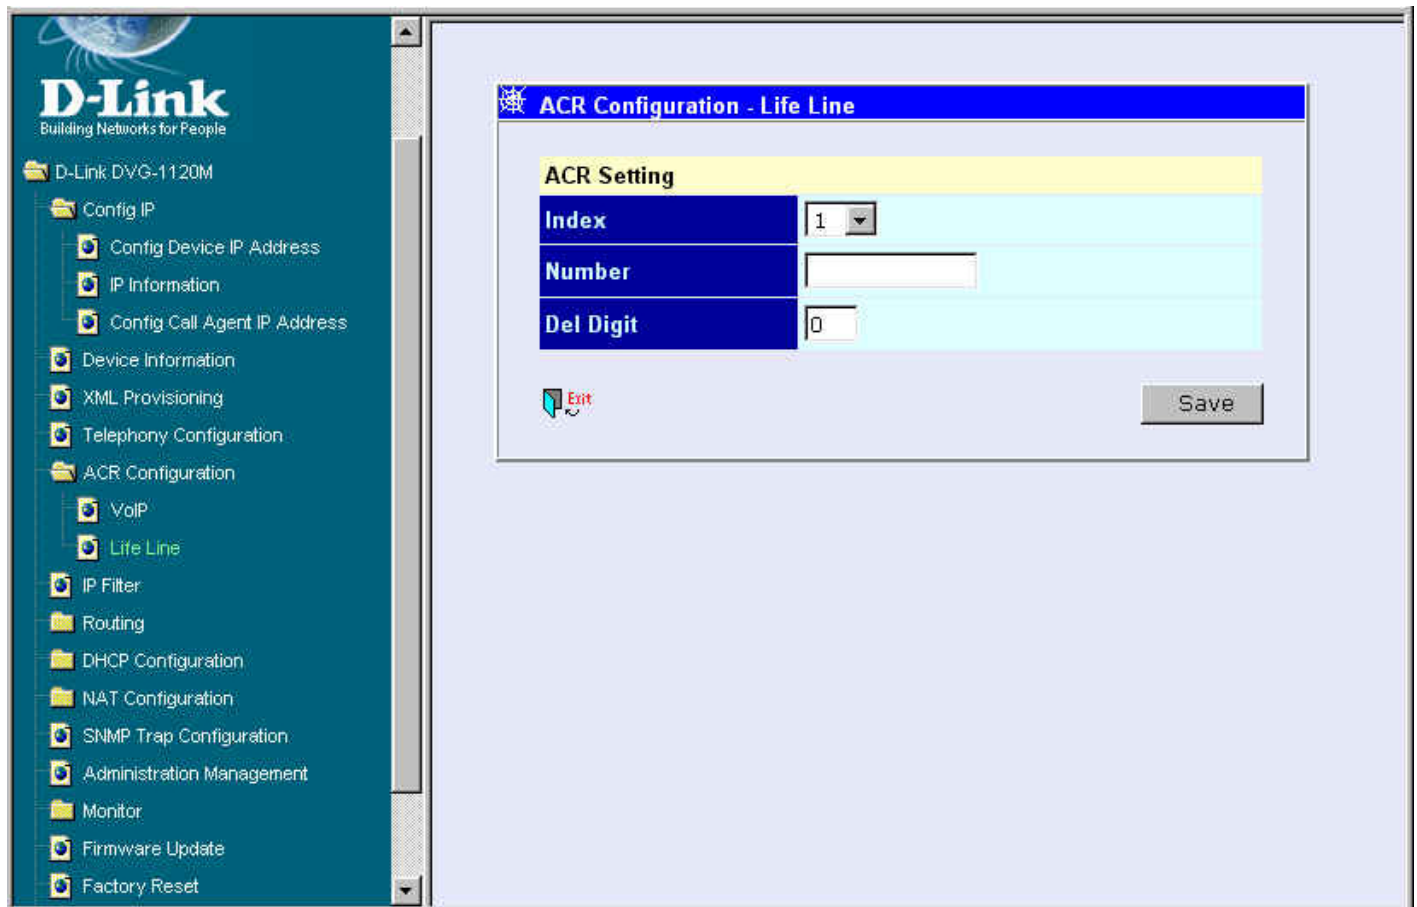 D-Link
Building Networks for People
D-Link DVG-1120M
Config IP
Config Device IP Address
IP Information
Config Call Agent IP Address
Device Information
XML Provisioning
Telephony Configuration
ACR Configuration
VoIP
Life Line
IP Filter
Routing
DHCP Configuration
NAT Configuration
SNMP Trap Configuration
Administration Management
Monitor
Firmware Update
Factory Reset
ACR Configuration - Life Line
ACR Setting
Index 1
Number
Del Digit 0
Exit
Save